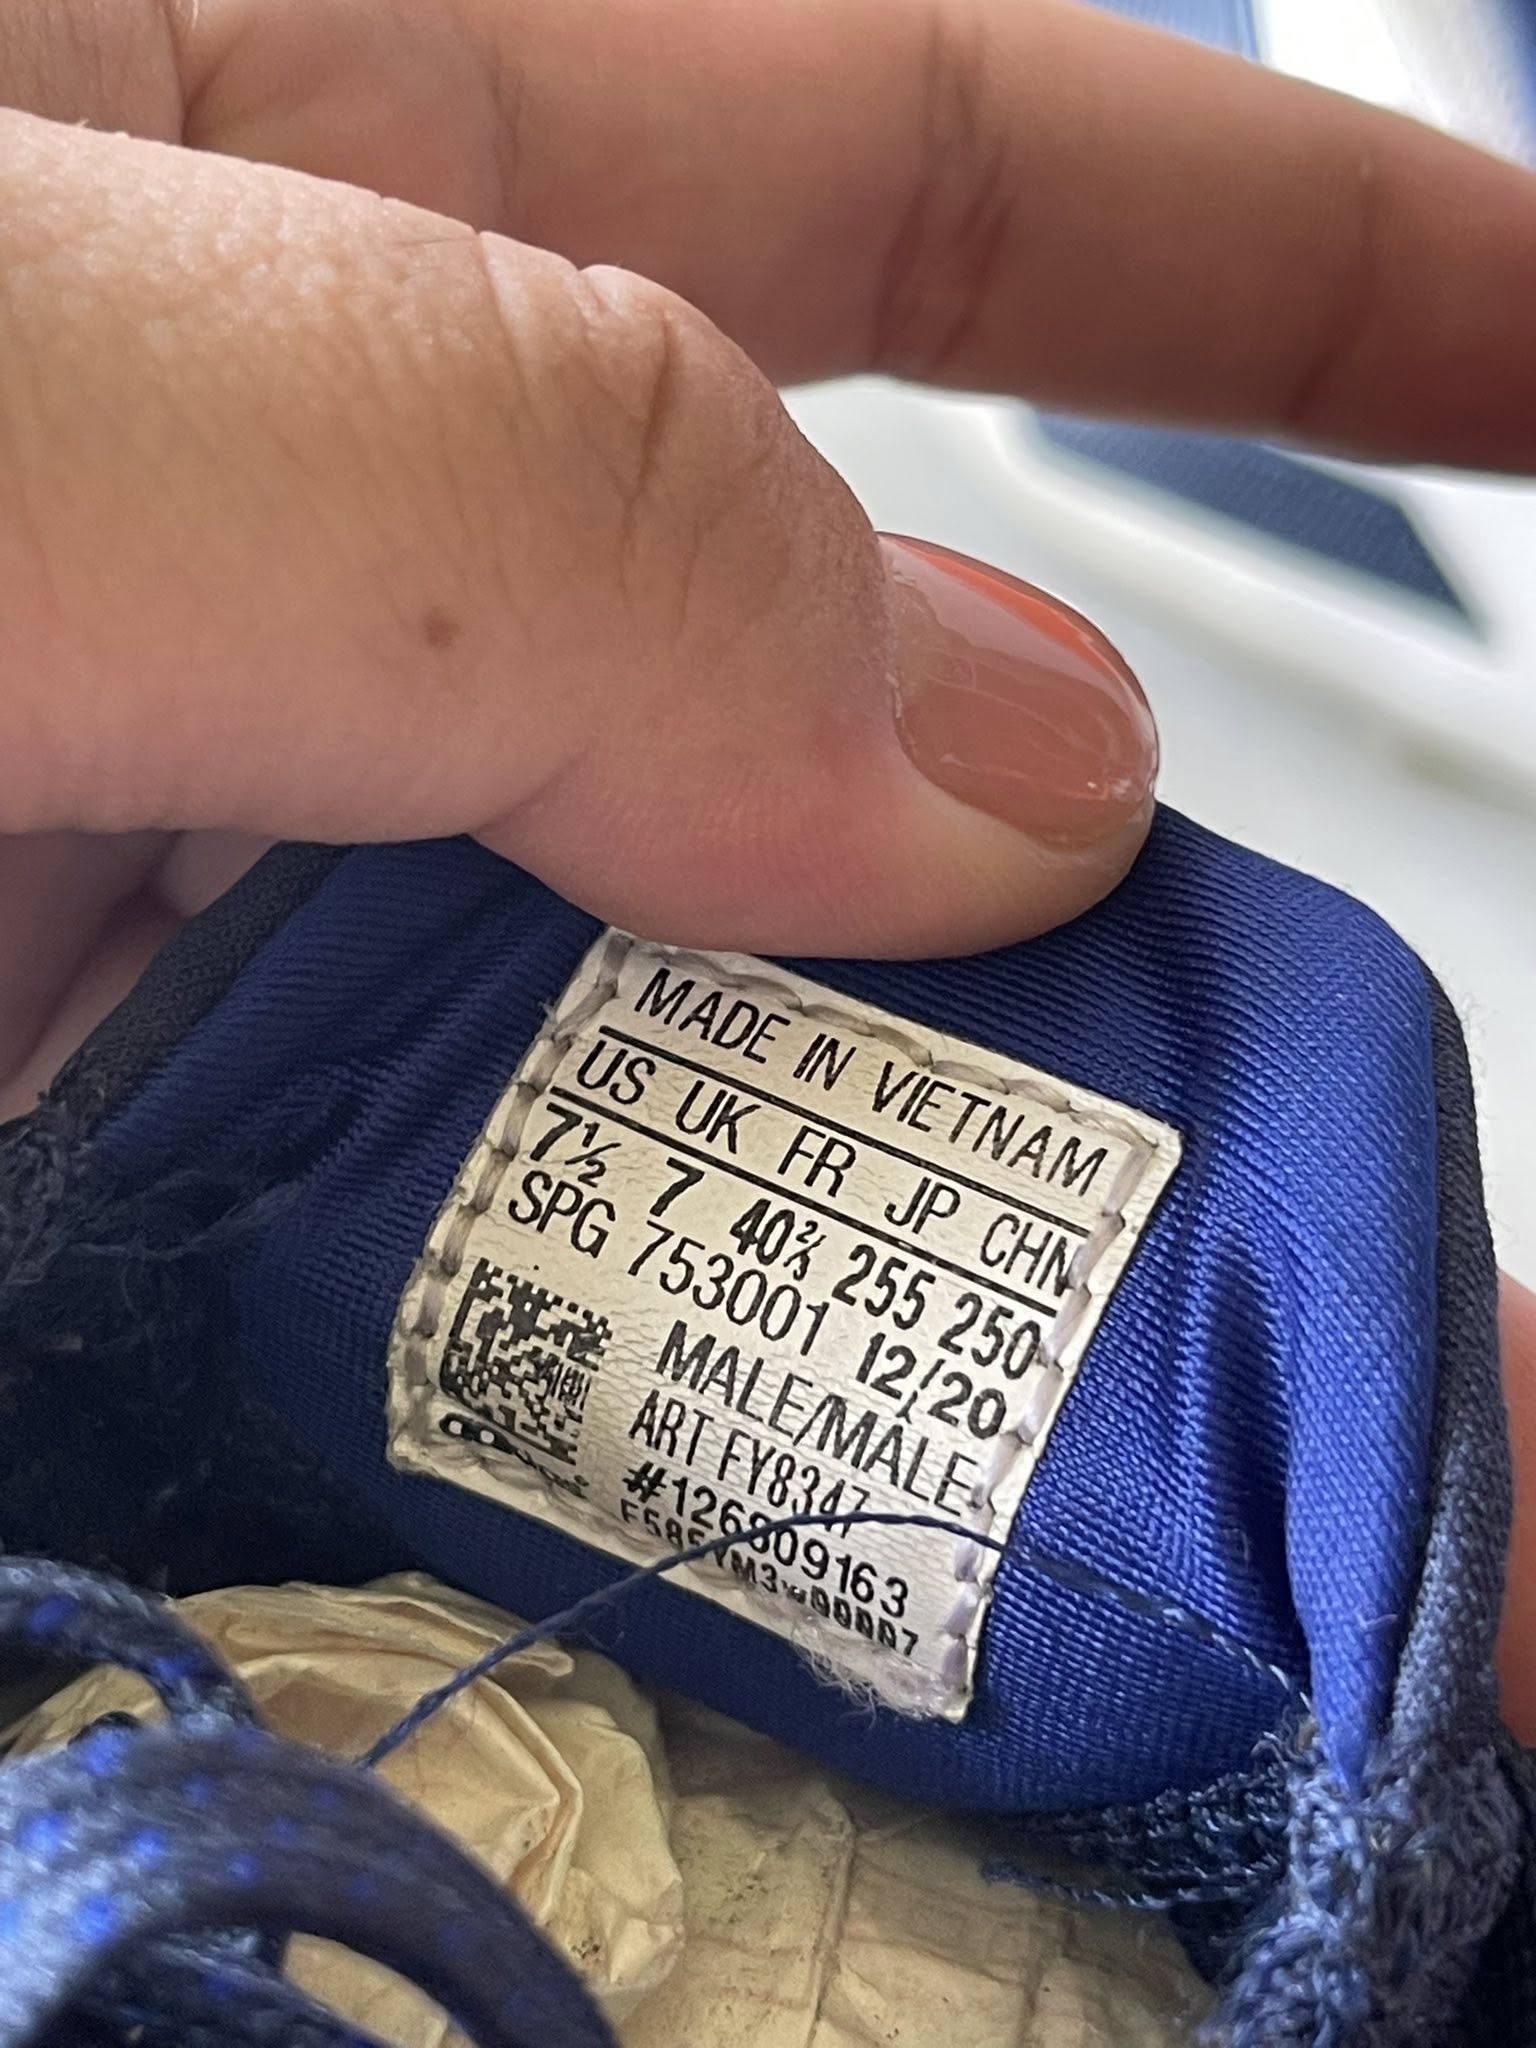 MADE IN VIETNAM
US UK FR JP CHN
7½ 7 40⅔ 255 250
SPG 753001 12/20
MALE/MÂLE
ART FY8347
#126809163